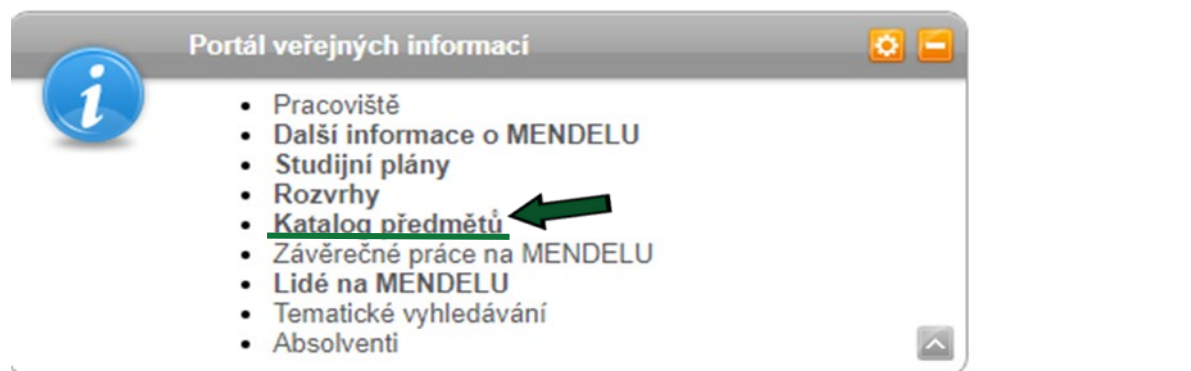 Portál veřejných informací
Pracoviště
Další informace o MENDELU
Studijní plány
Rozvrhy
Katalog předmětů
Závěrečné práce na MENDELU
Lidé na MENDELU
Tematické vyhledávání
Absolventi